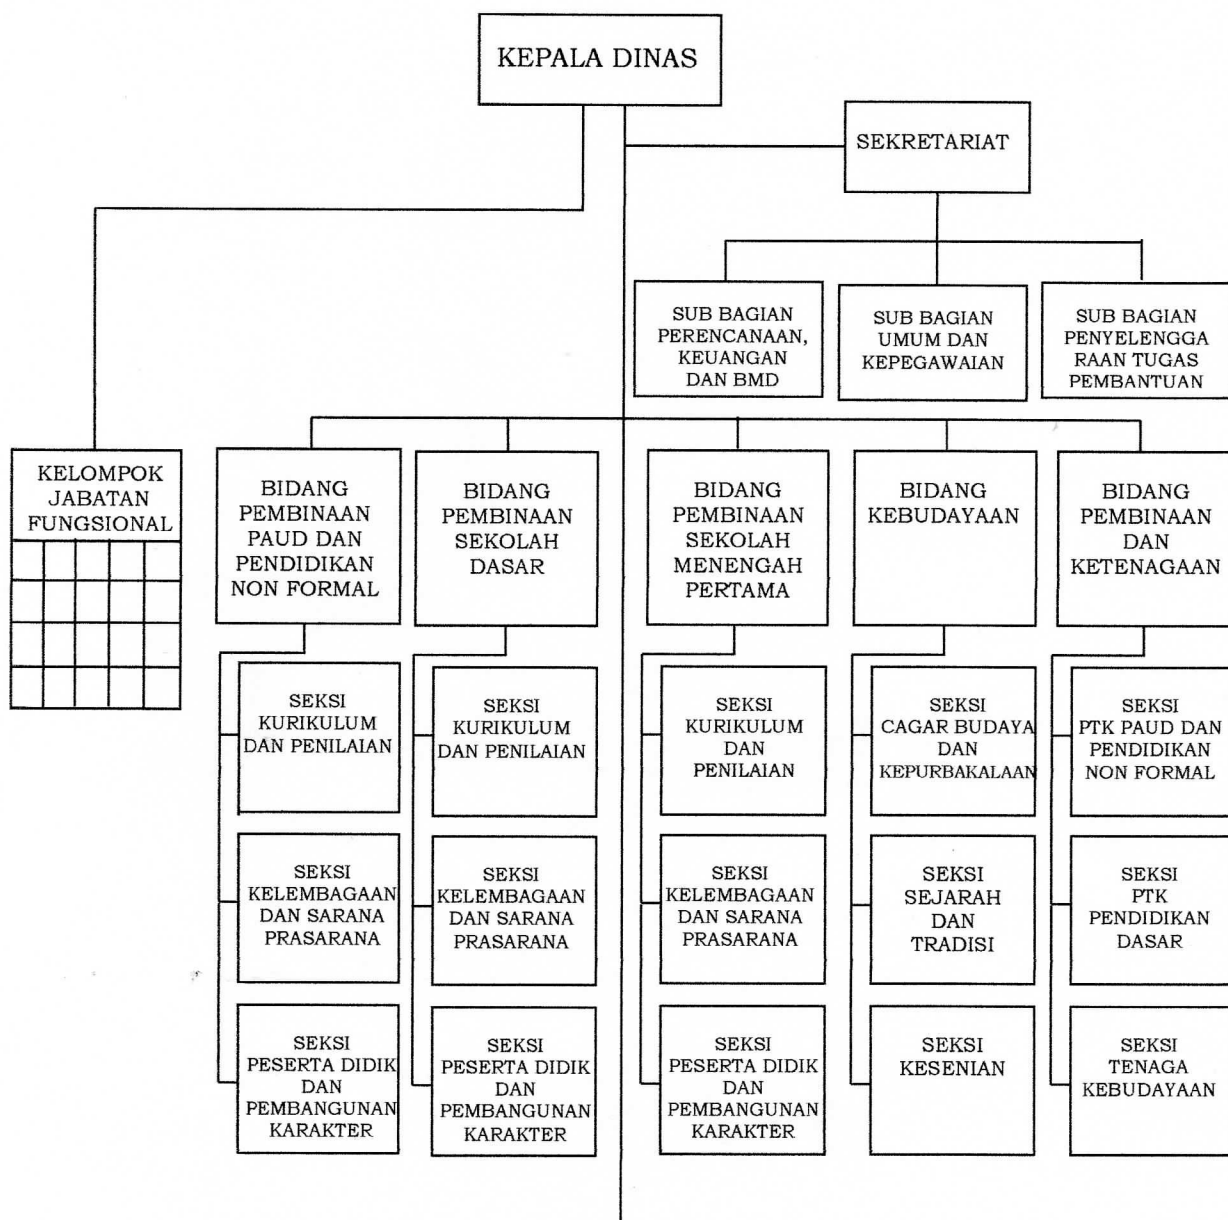 KEPALA DINAS
SEKRETARIAT
SUB BAGIAN
PERENCANAAN,
KEUANGAN
DAN BMD
SUB BAGIAN
UMUM DAN
KEPEGAWAIAN
SUB BAGIAN
PENYELENGGA
RAAN TUGAS
PEMBANTUAN
KELOMPOK
JABATAN
FUNGSIONAL
BIDANG
PEMBINAAN
PAUD DAN
PENDIDIKAN
NON FORMAL
BIDANG
PEMBINAAN
SEKOLAH
DASAR
BIDANG
PEMBINAAN
SEKOLAH
MENENGAH
PERTAMA
BIDANG
KEBUDAYAAN
BIDANG
PEMBINAAN
DAN
KETENAGAAN
SEKSI
KURIKULUM
DAN PENILAIAN
SEKSI
KURIKULUM
DAN PENILAIAN
SEKSI
KURIKULUM
DAN
PENILAIAN
SEKSI
CAGAR BUDAYA
DAN
KEPURBAKALAAN
SEKSI
PTK PAUD DAN
PENDIDIKAN
NON FORMAL
SEKSI
KELEMBAGAAN
DAN SARANA
PRASARANA
SEKSI
KELEMBAGAAN
DAN SARANA
PRASARANA
SEKSI
KELEMBAGAAN
DAN SARANA
PRASARANA
SEKSI
SEJARAH
DAN
TRADISI
SEKSI
PTK
PENDIDIKAN
DASAR
SEKSI
PESERTA DIDIK
DAN
PEMBANGUNAN
KARAKTER
SEKSI
PESERTA DIDIK
DAN
PEMBANGUNAN
KARAKTER
SEKSI
PESERTA DIDIK
DAN
PEMBANGUNAN
KARAKTER
SEKSI
KESENIAN
SEKSI
TENAGA
KEBUDAYAAN